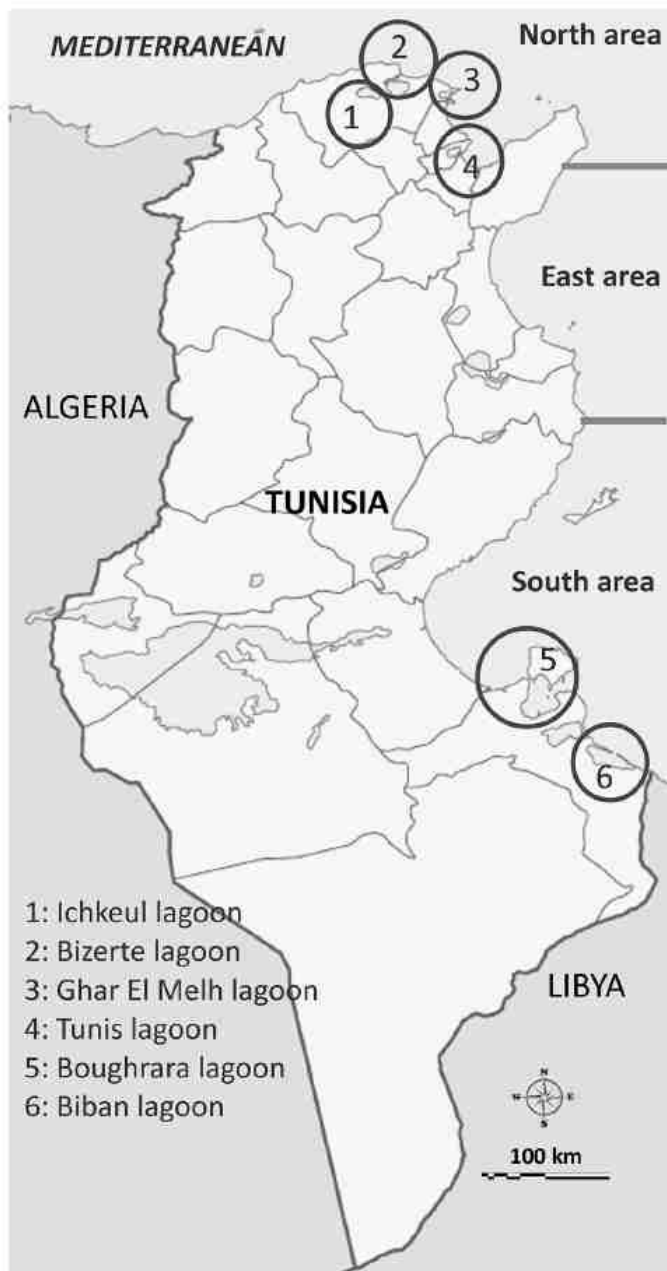 MEDITERRANEAN
North area
2
3
1
4
East area
ALGERIA
TUNISIA
South area
5
6
1: Ichkeul lagoon
2: Bizerte lagoon
3: Ghar El Melh lagoon
4: Tunis lagoon
5: Boughrara lagoon
6: Biban lagoon
LIBYA
N
W E
S
100 km